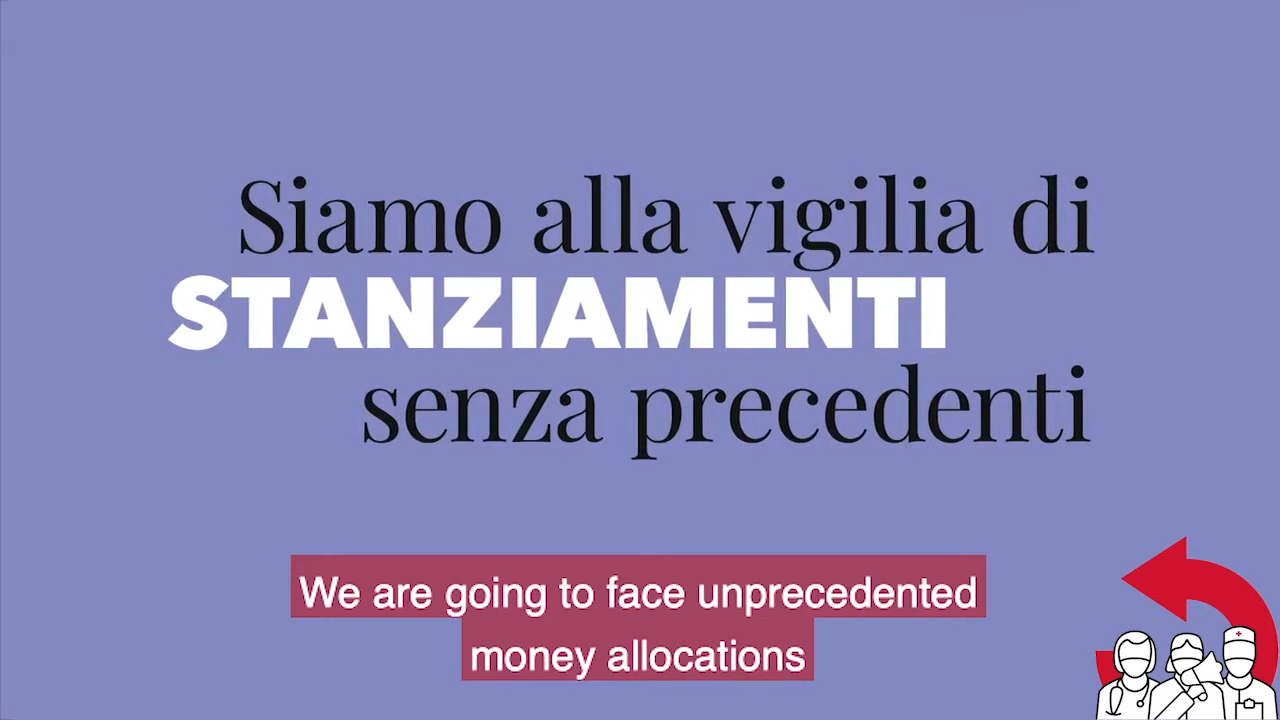 Siamo alla vigilia di
STANZIAMENTI
senza precedenti
We are going to face unprecedented
money allocations